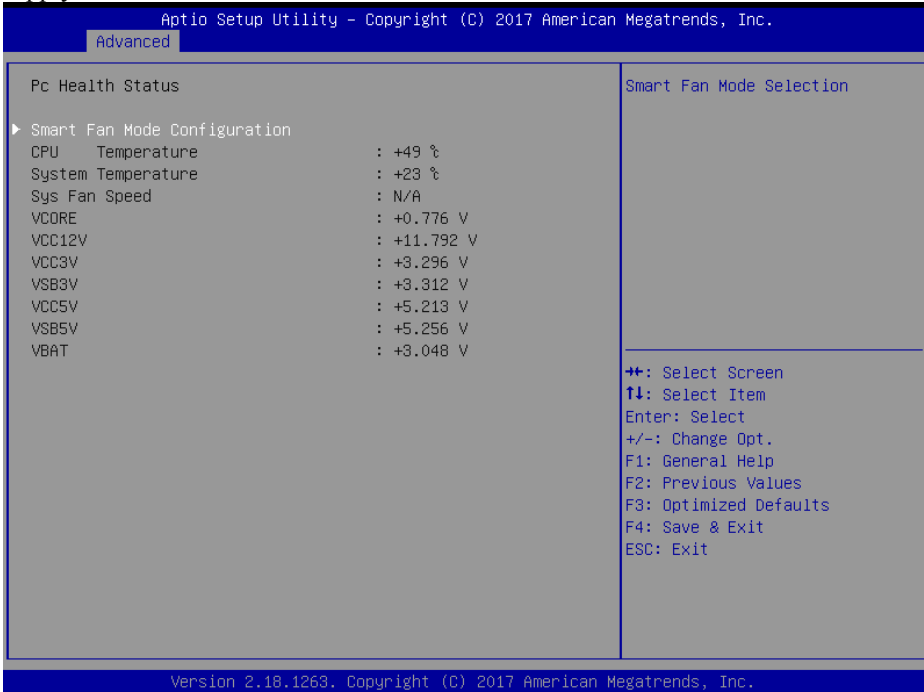 Aptio Setup Utility – Copyright (C) 2017 American Megatrends, Inc.
Advanced
Pc Health Status
Smart Fan Mode Configuration
CPU Temperature : +49 ℃
System Temperature : +23 ℃
Sys Fan Speed : N/A
VCORE : +0.776 V
VCC12V : +11.792 V
VCC3V : +3.296 V
VSB3V : +3.312 V
VCC5V : +5.213 V
VSB5V : +5.256 V
VBAT : +3.048 V
Smart Fan Mode Selection
→←: Select Screen
↑↓: Select Item
Enter: Select
+/-: Change Opt.
F1: General Help
F2: Previous Values
F3: Optimized Defaults
F4: Save & Exit
ESC: Exit
Version 2.18.1263. Copyright (C) 2017 American Megatrends, Inc.